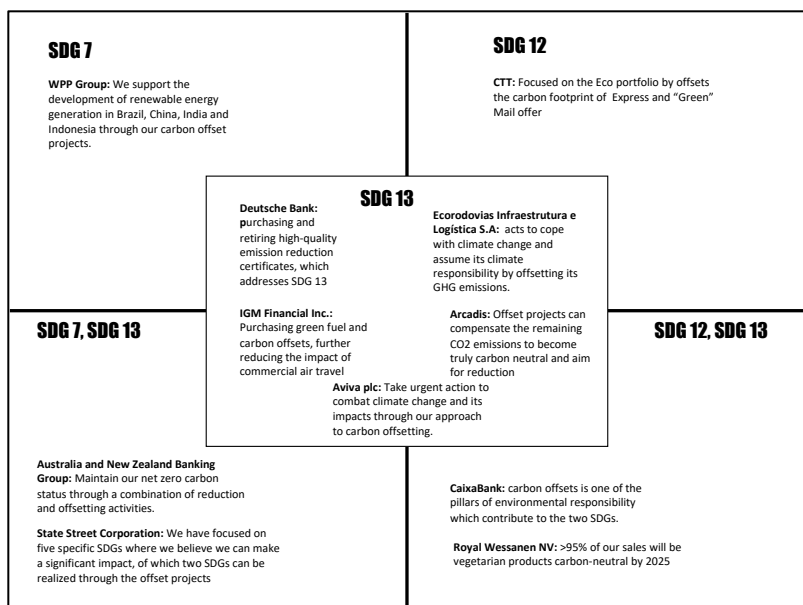 SDG 7
WPP Group: We support the
development of renewable energy
generation in Brazil, China, India and
Indonesia through our carbon offset
projects.
SDG 12
CTT: Focused on the Eco portfolio by offsets
the carbon footprint of Express and “Green”
Mail offer
SDG 13
Deutsche Bank:
purchasing and
retiring high-quality
emission reduction
certificates, which
addresses SDG 13
Ecorodovias Infraestrutura e
Logística S.A: acts to cope
with climate change and
assume its climate
responsibility by offsetting its
GHG emissions.
IGM Financial Inc.:
Purchasing green fuel and
carbon offsets, further
reducing the impact of
commercial air travel
Arcadis: Offset projects can
compensate the remaining
CO2 emissions to become
truly carbon neutral and aim
for reduction
Aviva plc: Take urgent action to
combat climate change and its
impacts through our approach
to carbon offsetting.
SDG 7, SDG 13
Australia and New Zealand Banking
Group: Maintain our net zero carbon
status through a combination of reduction
and offsetting activities.
State Street Corporation: We have focused on
five specific SDGs where we believe we can make
a significant impact, of which two SDGs can be
realized through the offset projects
SDG 12, SDG 13
CaixaBank: carbon offsets is one of the
pillars of environmental responsibility
which contribute to the two SDGs.
Royal Wessanen NV: >95% of our sales will be
vegetarian products carbon-neutral by 2025